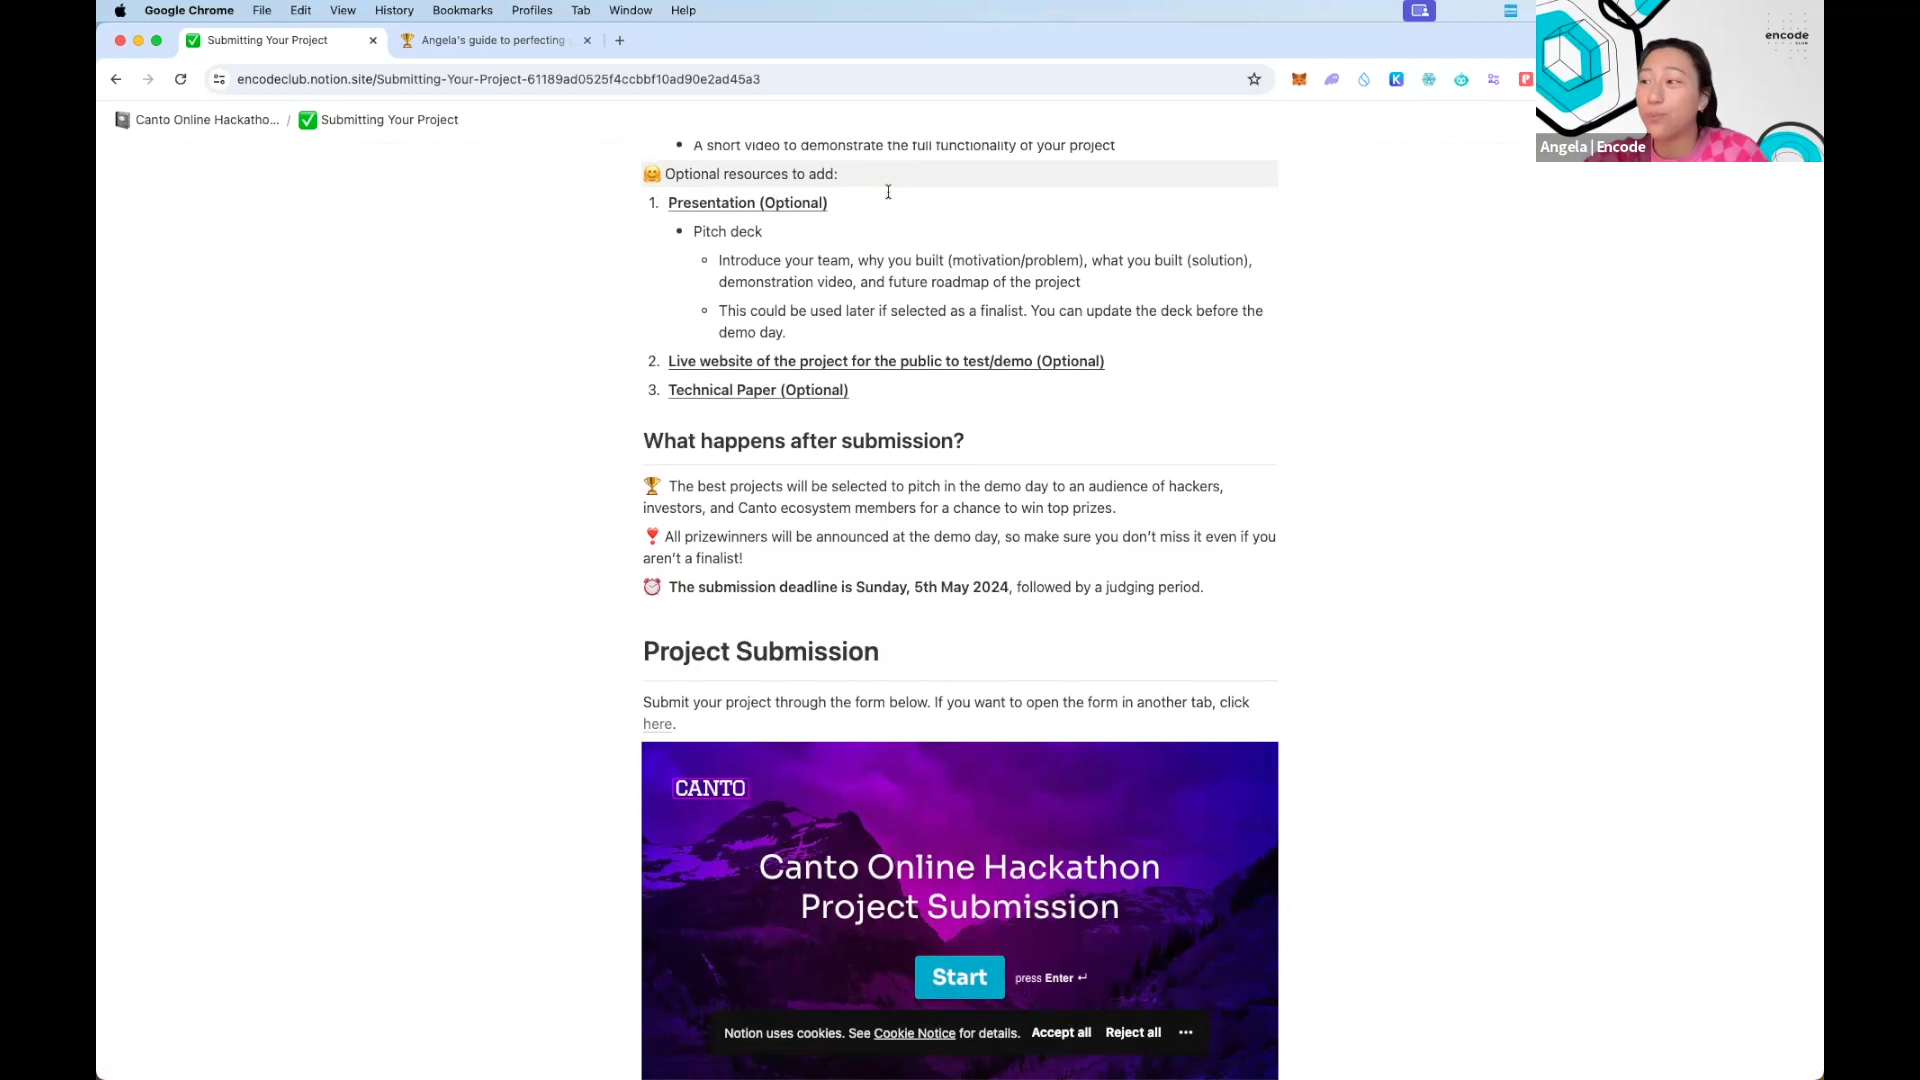 Google Chrome File Edit View History Bookmarks Profiles Tab Window Help
Submitting Your Project
Angela's guide to perfecting
encodeclub.notion.site/Submitting-Your-Project-61189ad0525f4ccbbf10ad90e2ad45a3
encode
CLUB
Angela | Encode
Canto Online Hackatho... / Submitting Your Project
• A short video to demonstrate the full functionality of your project
Optional resources to add:
1. Presentation (Optional)
• Pitch deck
◦ Introduce your team, why you built (motivation/problem), what you built (solution),
demonstration video, and future roadmap of the project
◦ This could be used later if selected as a finalist. You can update the deck before the
demo day.
2. Live website of the project for the public to test/demo (Optional)
3. Technical Paper (Optional)
What happens after submission?
The best projects will be selected to pitch in the demo day to an audience of hackers,
investors, and Canto ecosystem members for a chance to win top prizes.
All prizewinners will be announced at the demo day, so make sure you don't miss it even if you
aren't a finalist!
The submission deadline is Sunday, 5th May 2024, followed by a judging period.
Project Submission
Submit your project through the form below. If you want to open the form in another tab, click
here.
CANTO
Canto Online Hackathon
Project Submission
Start press Enter ↵
Notion uses cookies. See Cookie Notice for details. Accept all Reject all •••